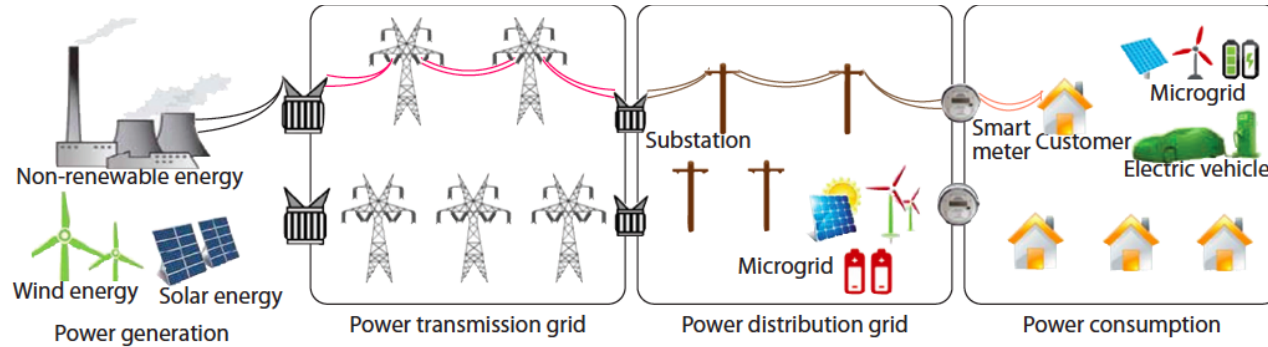 Non-renewable energy
Wind energy
Solar energy
Power generation
Power transmission grid
Substation
Microgrid
Power distribution grid
Smart
meter
Customer
Microgrid
Electric vehicle
Power consumption